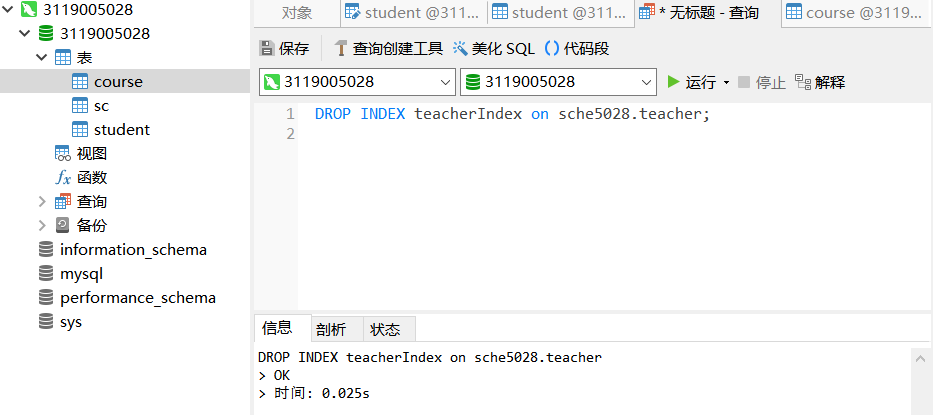 3119005028
3119005028
表
course
sc
student
视图
fx 函数
查询
备份
information_schema
mysql
performance_schema
sys
对象
student @311...
student @311...
* 无标题 - 查询
course @3119...
保存
查询创建工具
美化 SQL
() 代码段
3119005028
3119005028
运行
停止
解释
1 DROP INDEX teacherIndex on sche5028.teacher;
2
信息 剖析 状态
DROP INDEX teacherIndex on sche5028.teacher
> OK
> 时间: 0.025s